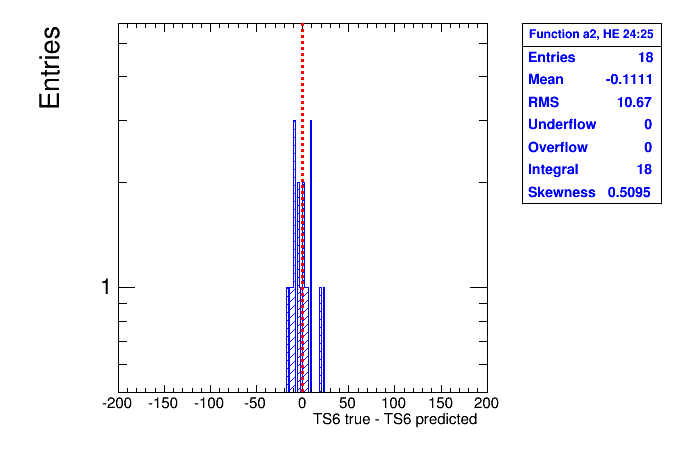 Entries
1
-200 -150 -100 -50 0 50 100 150 200
TS6 true - TS6 predicted
Function a2, HE 24:25
Entries 18
Mean -0.1111
RMS 10.67
Underflow 0
Overflow 0
Integral 18
Skewness 0.5095